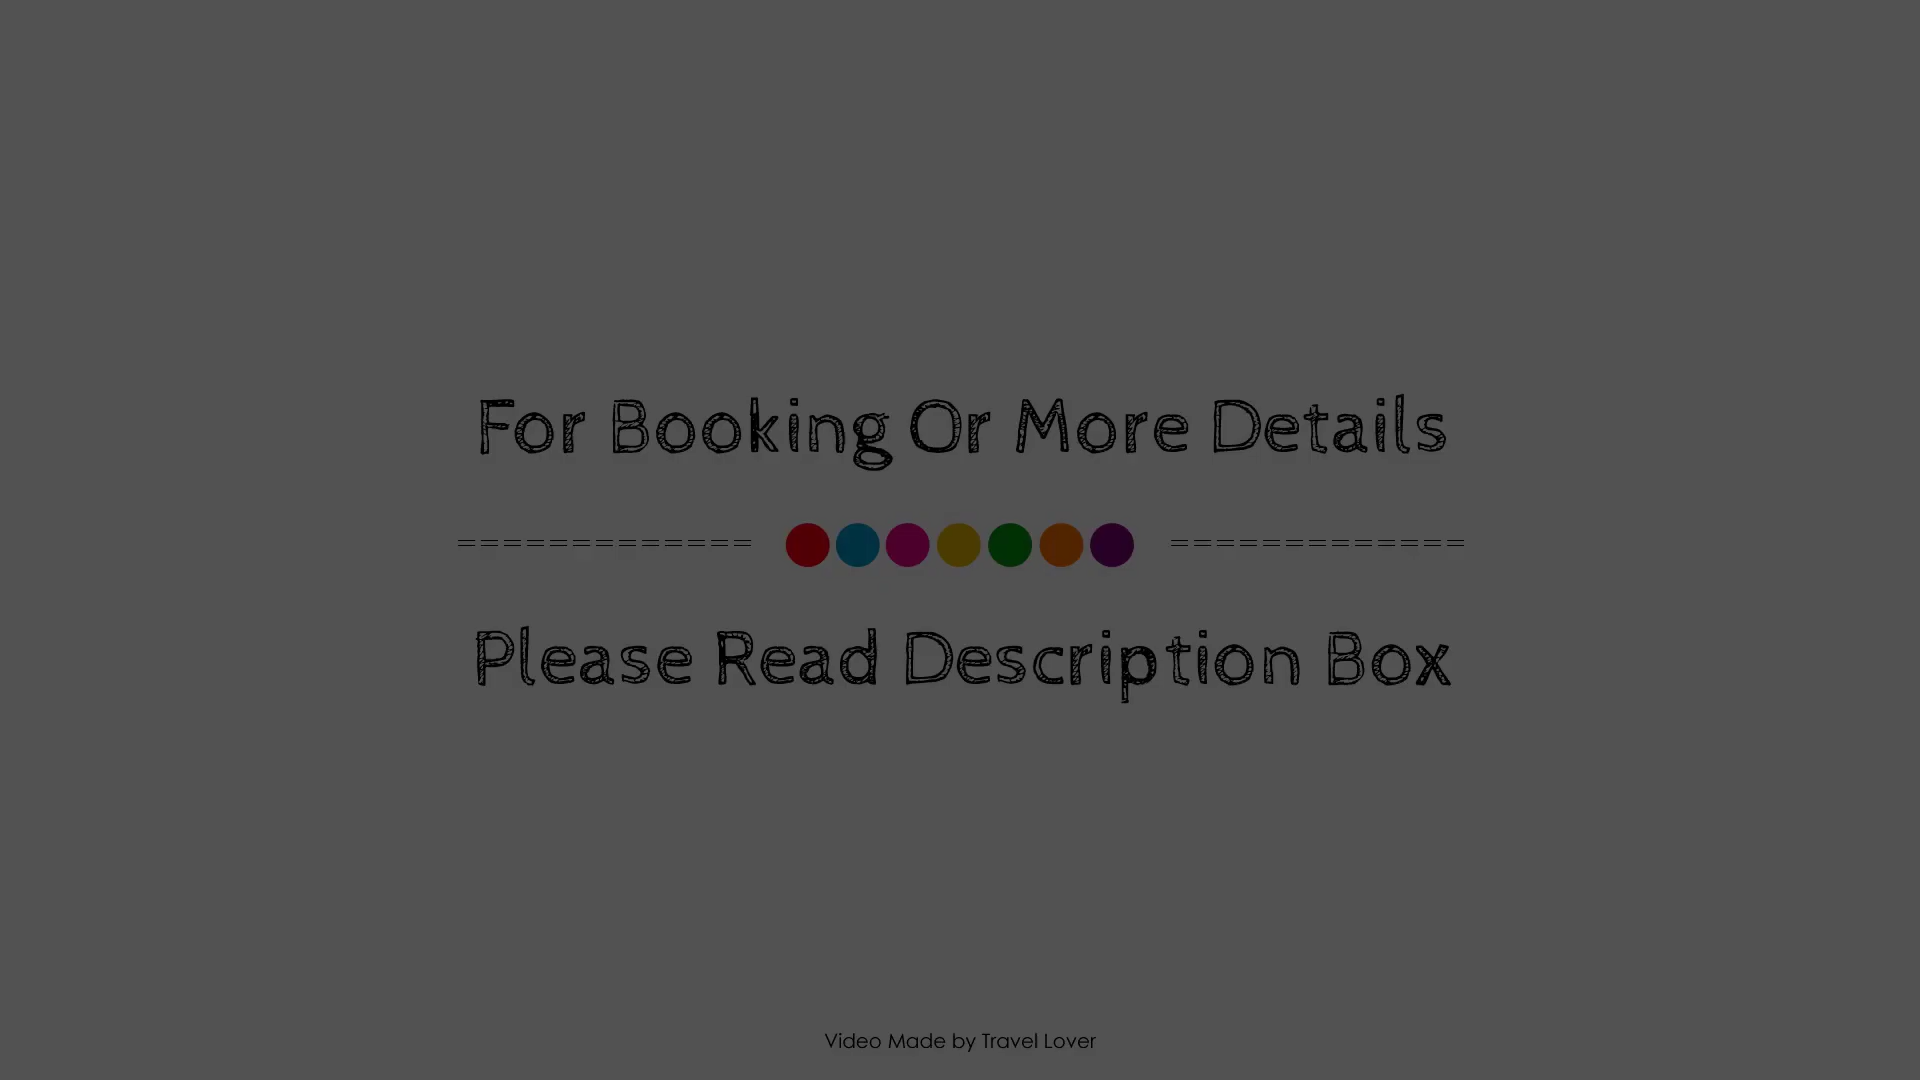 For Booking Or More Details
============= =============
Please Read Description Box
Video Made by Travel Lover